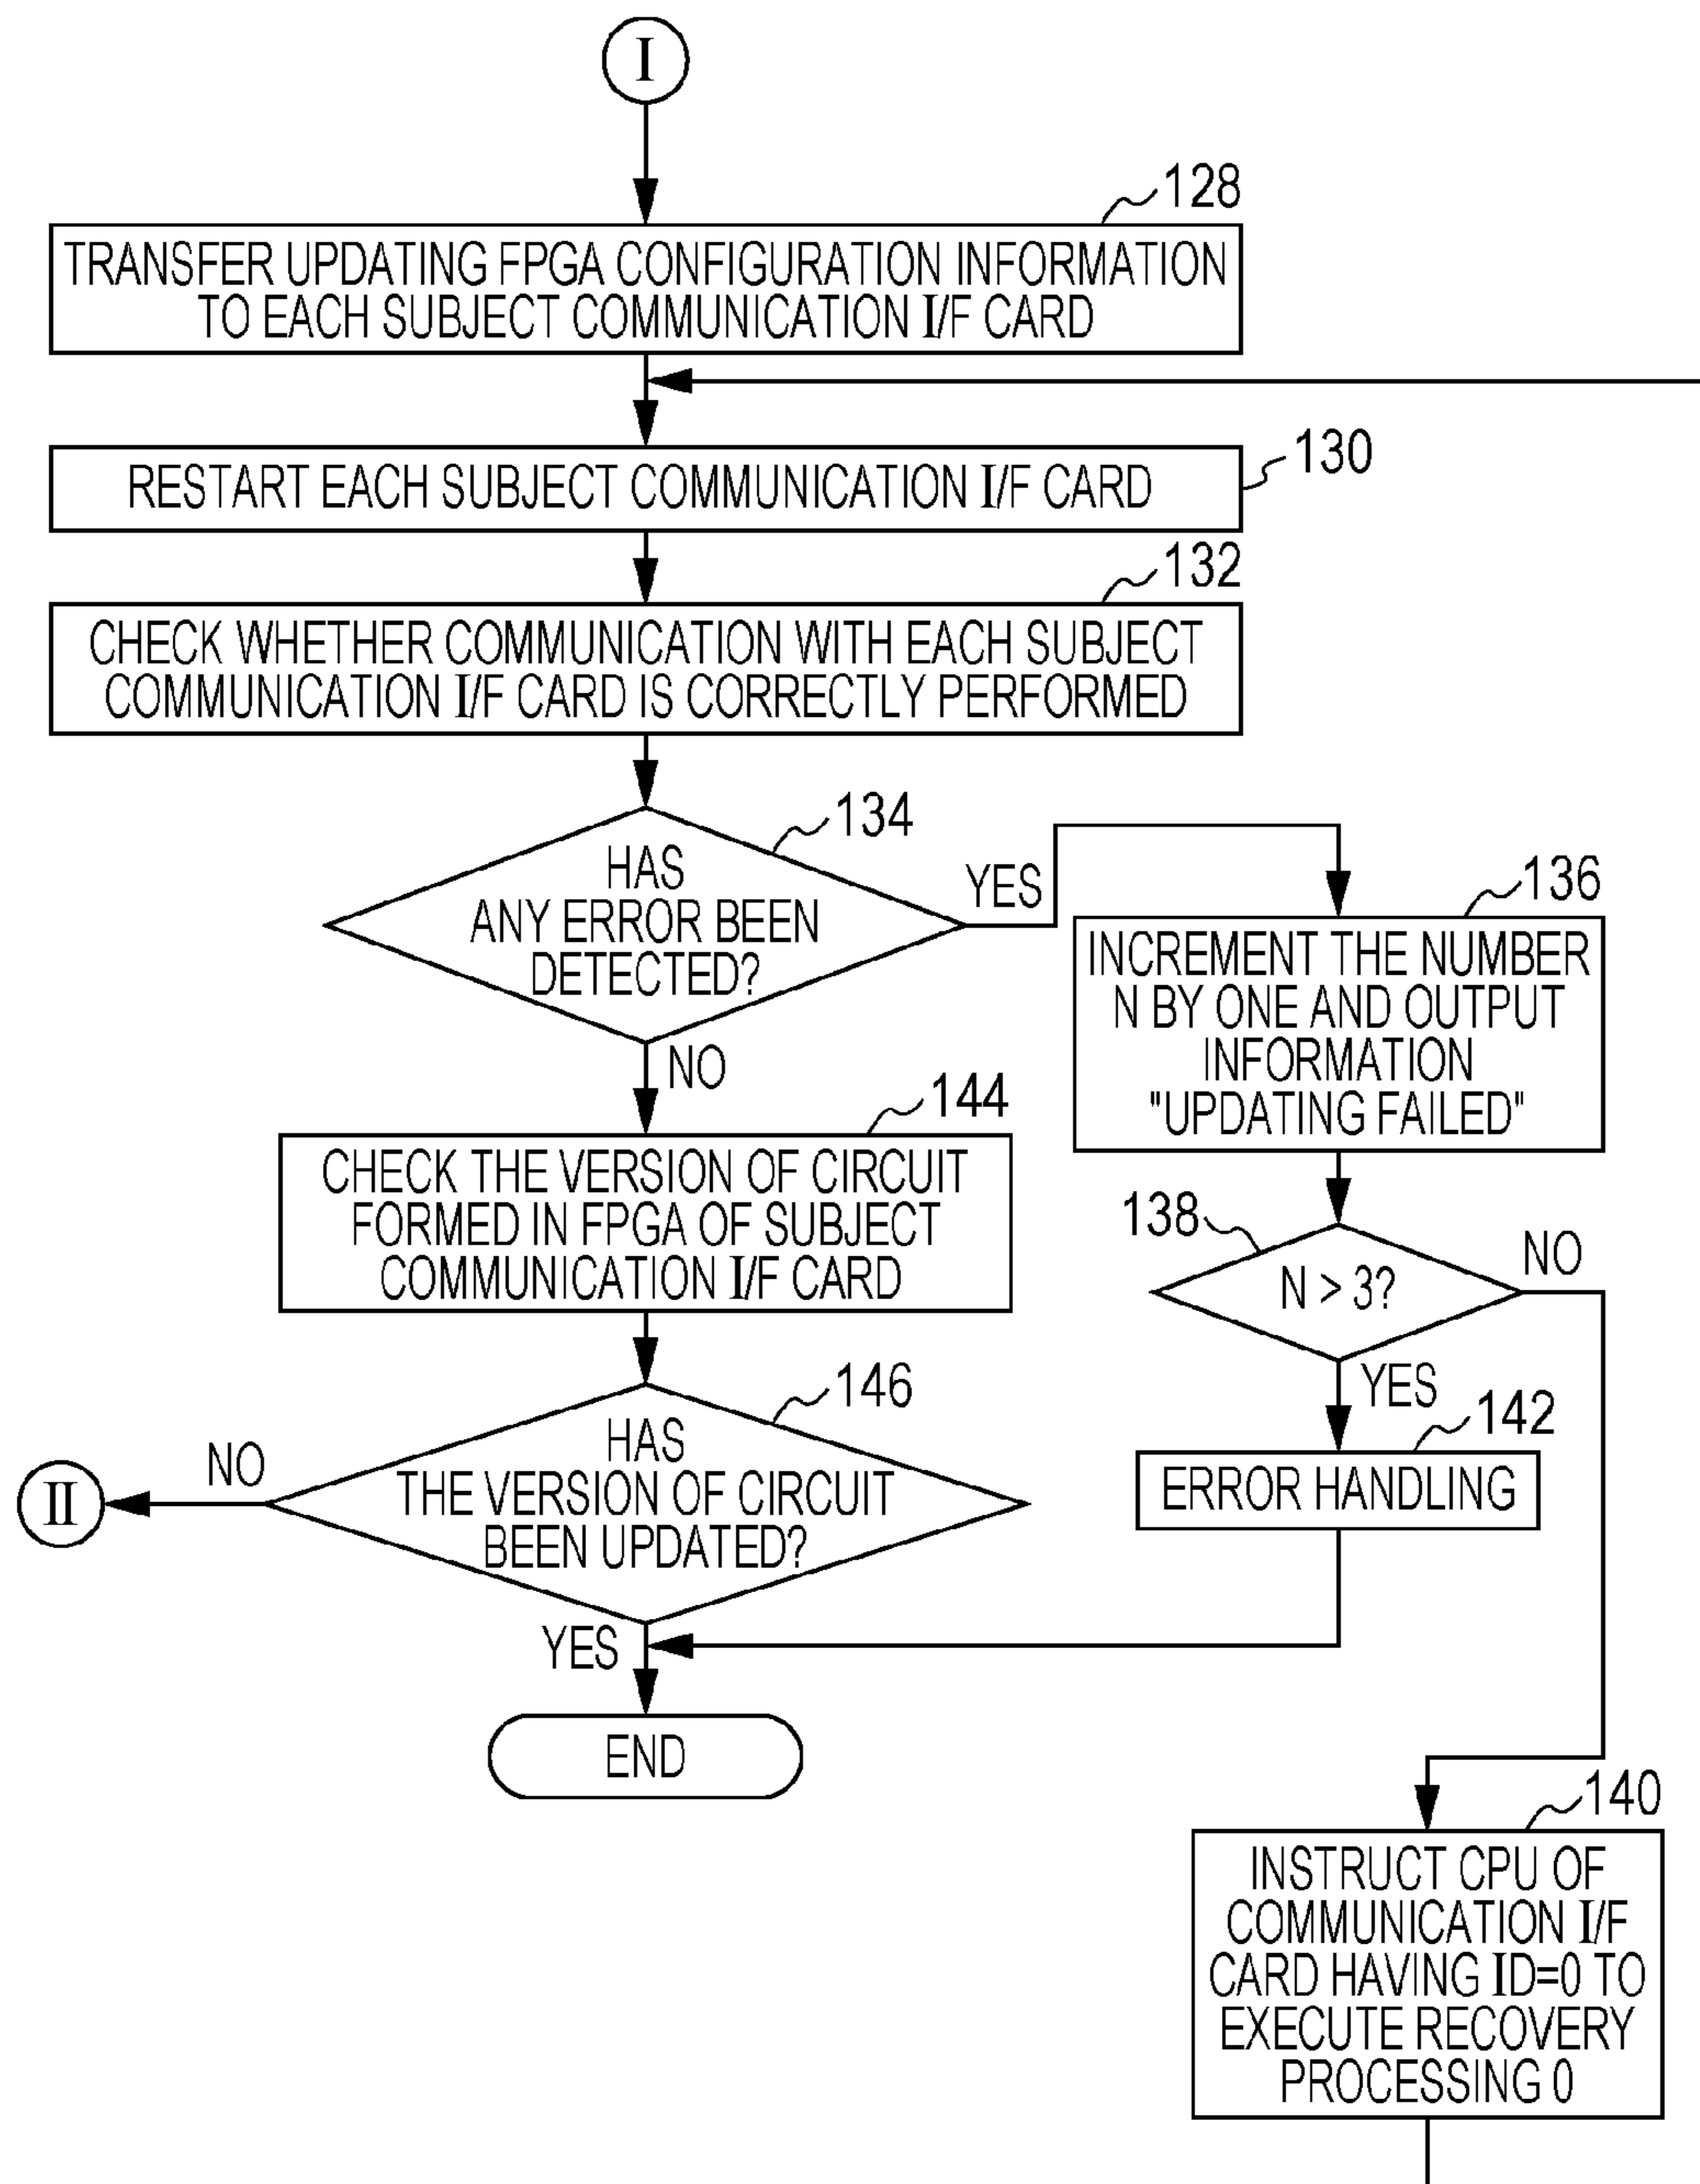 I
128
TRANSFER UPDATING FPGA CONFIGURATION INFORMATION
TO EACH SUBJECT COMMUNICATION I/F CARD
130
RESTART EACH SUBJECT COMMUNICATION I/F CARD
132
CHECK WHETHER COMMUNICATION WITH EACH SUBJECT
COMMUNICATION I/F CARD IS CORRECTLY PERFORMED
134
HAS
ANY ERROR BEEN
DETECTED?
YES
NO
136
INCREMENT THE NUMBER
N BY ONE AND OUTPUT
INFORMATION
"UPDATING FAILED"
144
CHECK THE VERSION OF CIRCUIT
FORMED IN FPGA OF SUBJECT
COMMUNICATION I/F CARD
138
N > 3?
NO
YES
146
HAS
THE VERSION OF CIRCUIT
BEEN UPDATED?
NO
II
YES
142
ERROR HANDLING
END
140
INSTRUCT CPU OF
COMMUNICATION I/F
CARD HAVING ID=0 TO
EXECUTE RECOVERY
PROCESSING 0